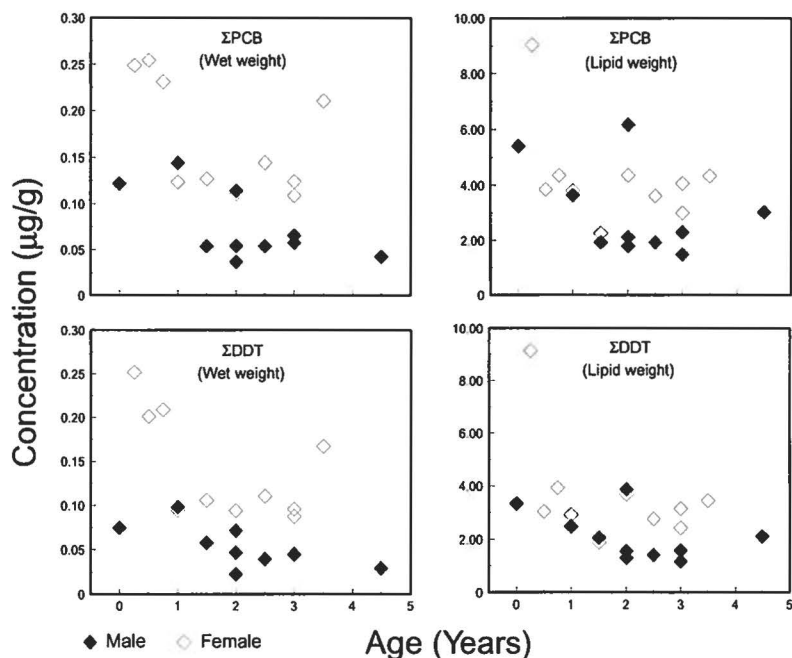 Concentration (µg/g)
ΣPCB
(Wet weight)
0.30
0.25
0.20
0.15
0.10
0.05
0
ΣPCB
(Lipid weight)
10.00
8.00
6.00
4.00
2.00
0
ΣDDT
(Wet weight)
0.30
0.25
0.20
0.15
0.10
0.05
0
0 1 2 3 4 5
ΣDDT
(Lipid weight)
10.00
8.00
6.00
4.00
2.00
0
0 1 2 3 4 5
Male Female
Age (Years)